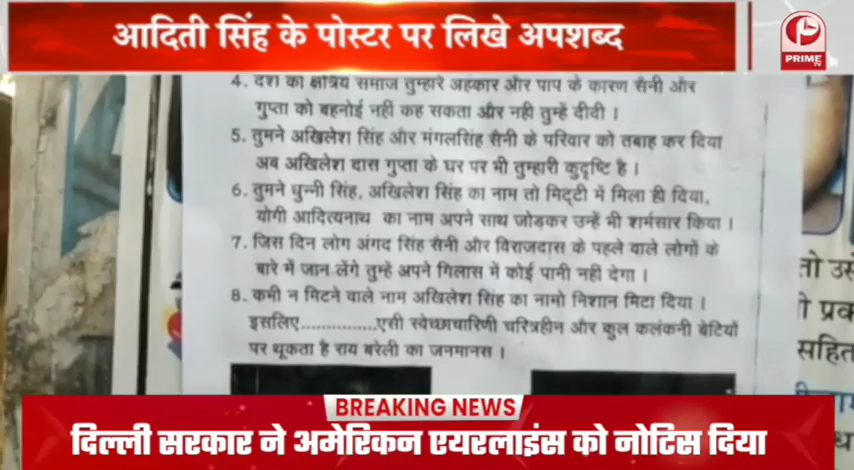 आदिती सिंह के पोस्टर पर लिखे अपशब्द
PRIME TV
4. देश का क्षत्रिय समाज तुम्हारे अहंकार और पाप के कारण सैनी और
गुप्ता को बहनोई नहीं कह सकता और नही तुम्हें दीदी ।
5. तुमने अखिलेश सिंह और मंगलसिंह सैनी के परिवार को तबाह कर दिया
अब अखिलेश दास गुप्ता के घर पर भी तुम्हारी कुदृष्टि है ।
6. तुमने धुन्नी सिंह, अखिलेश सिंह का नाम तो मिट्टी में मिला ही दिया,
योगी आदित्यनाथ का नाम अपने साथ जोड़कर उन्हें भी शर्मसार किया ।
7. जिस दिन लोग अंगद सिंह सैनी और विराजदास के पहले वाले लोगों के
बारे में जान लेंगे तुम्हे अपने गिलास में कोई पानी नहीं देगा ।
8. कभी न मिटने वाले नाम अखिलेश सिंह का नामो निशान मिटा दिया ।
इसलिए...............एसी स्वेच्छाचारिणी चरित्रहीन और कुल कलंकनी बेटियों
पर थूकता है राय बरेली का जनमानस ।
तो
सहित
BREAKING NEWS
दिल्ली सरकार ने अमेरिकन एयरलाइंस को नोटिस दिया